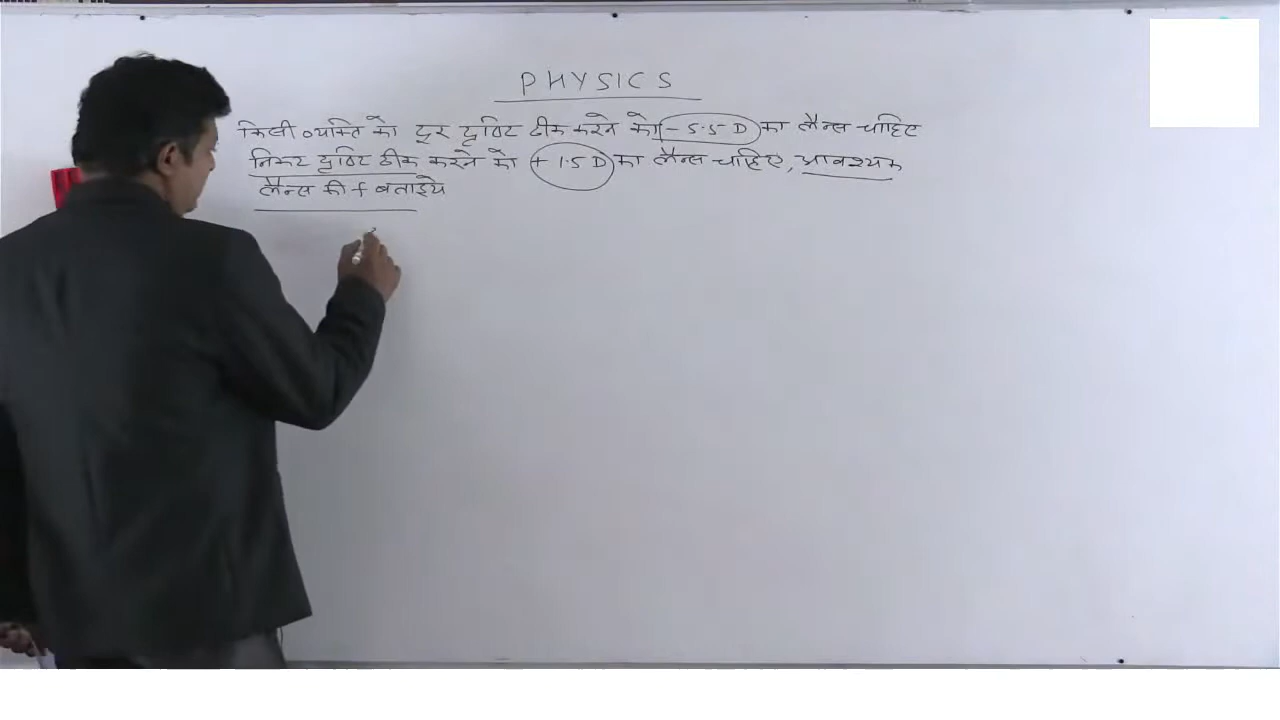 PHYSICS
किसी व्यक्ति को दूर दृष्टि ठीक करने को -5.5 D का लैन्स चाहिए
निकट दृष्टि ठीक करने को + 1.5 D का लैन्स चाहिए, आवश्यक
लैन्स की f बताइये